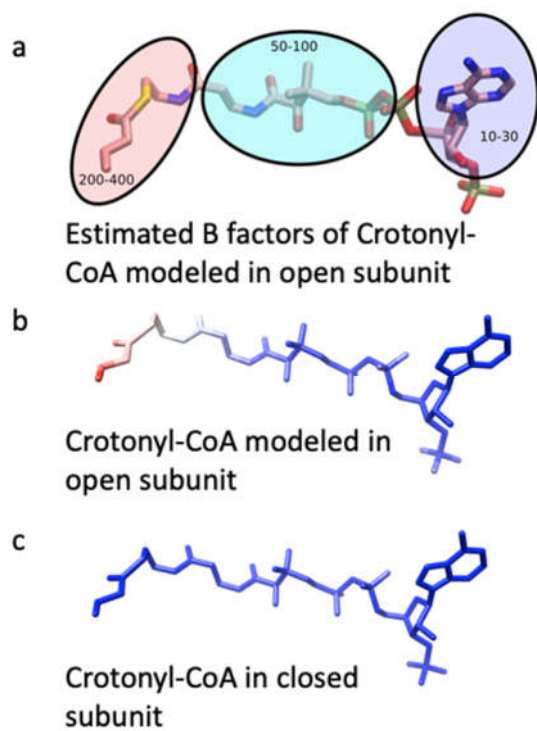 a
50-100
10-30
200-400
Estimated B factors of Crotonyl-
CoA modeled in open subunit
b
Crotonyl-CoA modeled in
open subunit
c
Crotonyl-CoA in closed
subunit